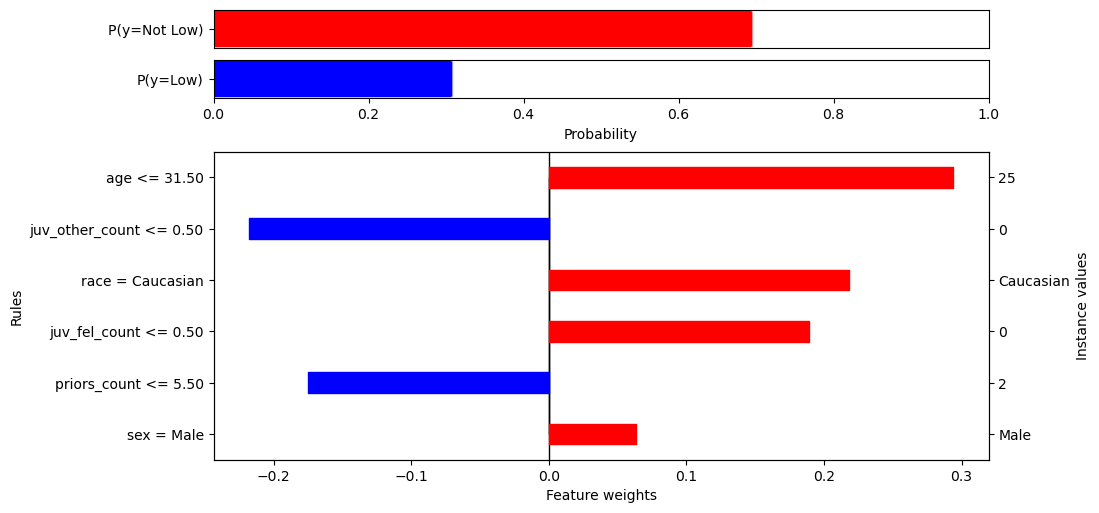 P(y=Not Low)
P(y=Low)
0.0 0.2 0.4 0.6 0.8 1.0
Probability
age <= 31.50 25
juv_other_count <= 0.50 0
race = Caucasian Caucasian
juv_fel_count <= 0.50 0
priors_count <= 5.50 2
sex = Male Male
Rules
Instance values
−0.2 −0.1 0.0 0.1 0.2 0.3
Feature weights